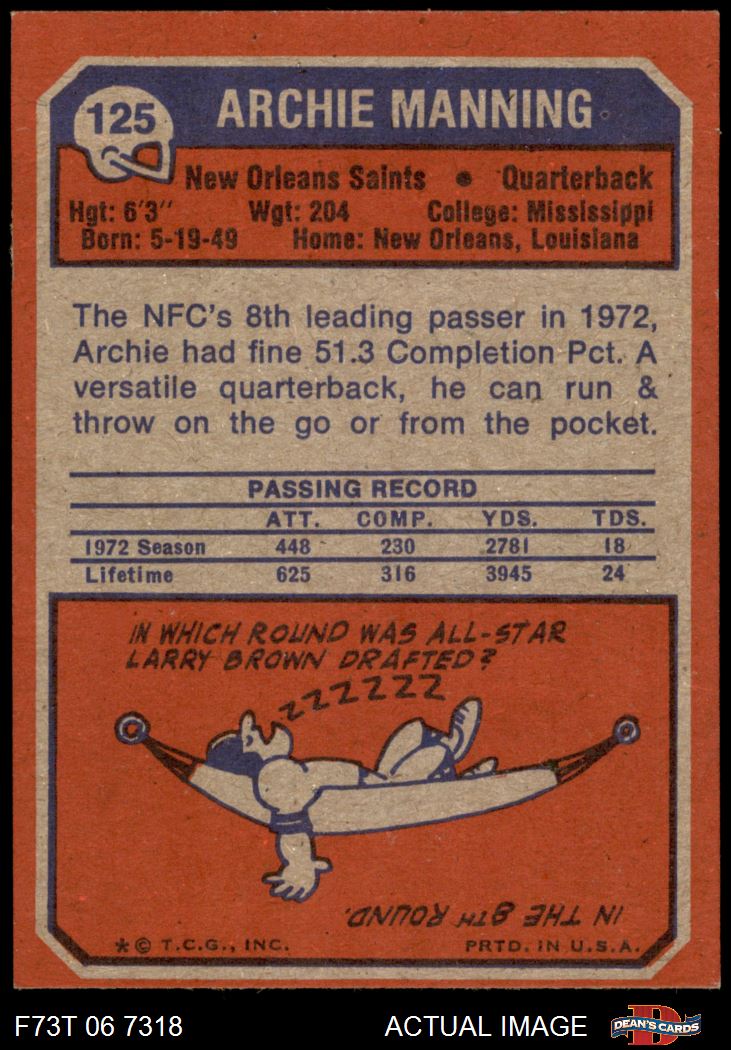 125
ARCHIE MANNING
New Orleans Saints • Quarterback
Hgt: 6'3" Wgt: 204 College: Mississippi
Born: 5-19-49 Home: New Orleans, Louisiana
The NFC's 8th leading passer in 1972,
Archie had fine 51.3 Completion Pct. A
versatile quarterback, he can run &
throw on the go or from the pocket.
PASSING RECORD
ATT. COMP. YDS. TDS.
1972 Season 448 230 2781 18
Lifetime 625 316 3945 24
IN WHICH ROUND WAS ALL-STAR
LARRY BROWN DRAFTED?
ZZZZZZZ
IN THE 8TH ROUND.
* © T.C.G., INC. PRTD. IN U.S.A.
F73T 06 7318 ACTUAL IMAGE
D
DEAN'S CARDS